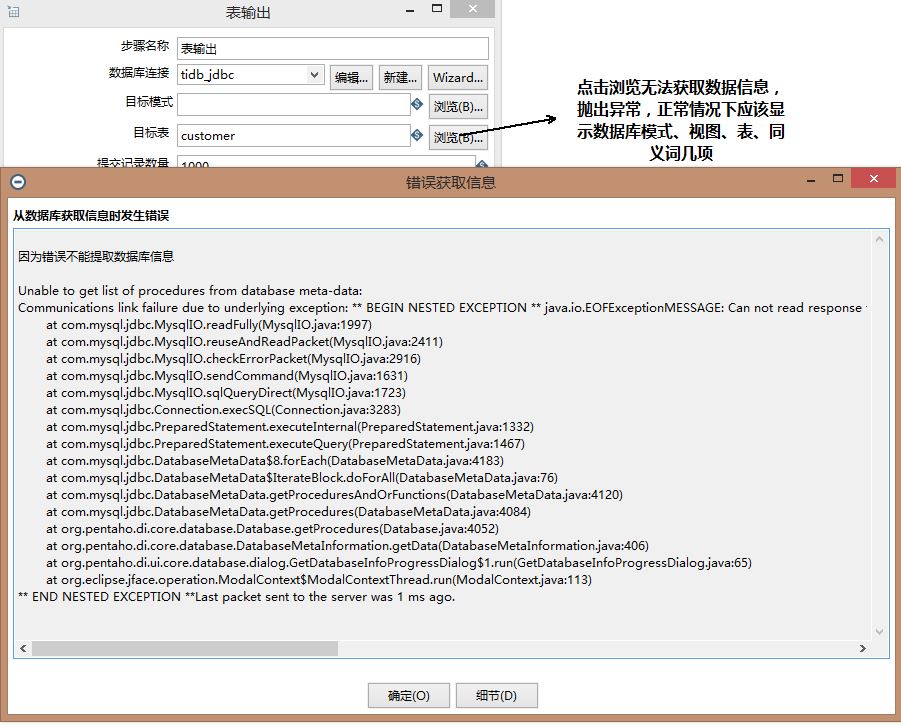 表输出
步骤名称 表输出
数据库连接 tidb_jdbc 编辑... 新建... Wizard...
目标模式 浏览(B)...
目标表 customer 浏览(B)...
提交记录数量 1000
点击浏览无法获取数据信息，
抛出异常，正常情况下应该显
示数据库模式、视图、表、同
义词几项
错误获取信息
从数据库获取信息时发生错误
因为错误不能提取数据库信息
Unable to get list of procedures from database meta-data:
Communications link failure due to underlying exception: ** BEGIN NESTED EXCEPTION ** java.io.EOFExceptionMESSAGE: Can not read response
at com.mysql.jdbc.MysqlIO.readFully(MysqlIO.java:1997)
at com.mysql.jdbc.MysqlIO.reuseAndReadPacket(MysqlIO.java:2411)
at com.mysql.jdbc.MysqlIO.checkErrorPacket(MysqlIO.java:2916)
at com.mysql.jdbc.MysqlIO.sendCommand(MysqlIO.java:1631)
at com.mysql.jdbc.MysqlIO.sqlQueryDirect(MysqlIO.java:1723)
at com.mysql.jdbc.Connection.execSQL(Connection.java:3283)
at com.mysql.jdbc.PreparedStatement.executeInternal(PreparedStatement.java:1332)
at com.mysql.jdbc.PreparedStatement.executeQuery(PreparedStatement.java:1467)
at com.mysql.jdbc.DatabaseMetaData$8.forEach(DatabaseMetaData.java:4183)
at com.mysql.jdbc.DatabaseMetaData$IterateBlock.doForAll(DatabaseMetaData.java:76)
at com.mysql.jdbc.DatabaseMetaData.getProceduresAndOrFunctions(DatabaseMetaData.java:4120)
at com.mysql.jdbc.DatabaseMetaData.getProcedures(DatabaseMetaData.java:4084)
at org.pentaho.di.core.database.Database.getProcedures(Database.java:4052)
at org.pentaho.di.core.database.DatabaseMetaInformation.getData(DatabaseMetaInformation.java:406)
at org.pentaho.di.ui.core.database.dialog.GetDatabaseInfoProgressDialog$1.run(GetDatabaseInfoProgressDialog.java:65)
at org.eclipse.jface.operation.ModalContext$ModalContextThread.run(ModalContext.java:113)
** END NESTED EXCEPTION **Last packet sent to the server was 1 ms ago.
确定(O) 细节(D)